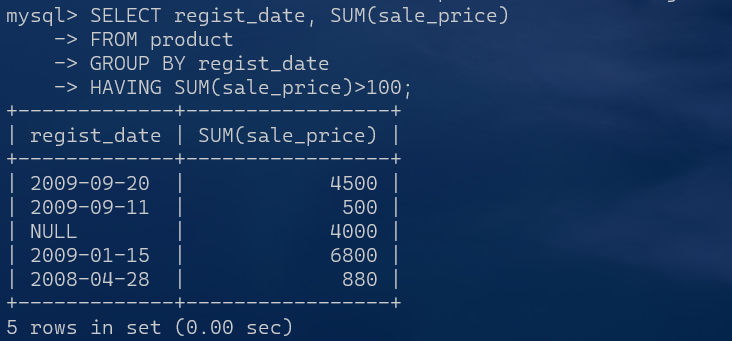 mysql> SELECT regist_date, SUM(sale_price)
    -> FROM product
    -> GROUP BY regist_date
    -> HAVING SUM(sale_price)>100;
+-------------+-----------------+
| regist_date | SUM(sale_price) |
+-------------+-----------------+
| 2009-09-20  |            4500 |
| 2009-09-11  |             500 |
| NULL        |            4000 |
| 2009-01-15  |            6800 |
| 2008-04-28  |             880 |
+-------------+-----------------+
5 rows in set (0.00 sec)